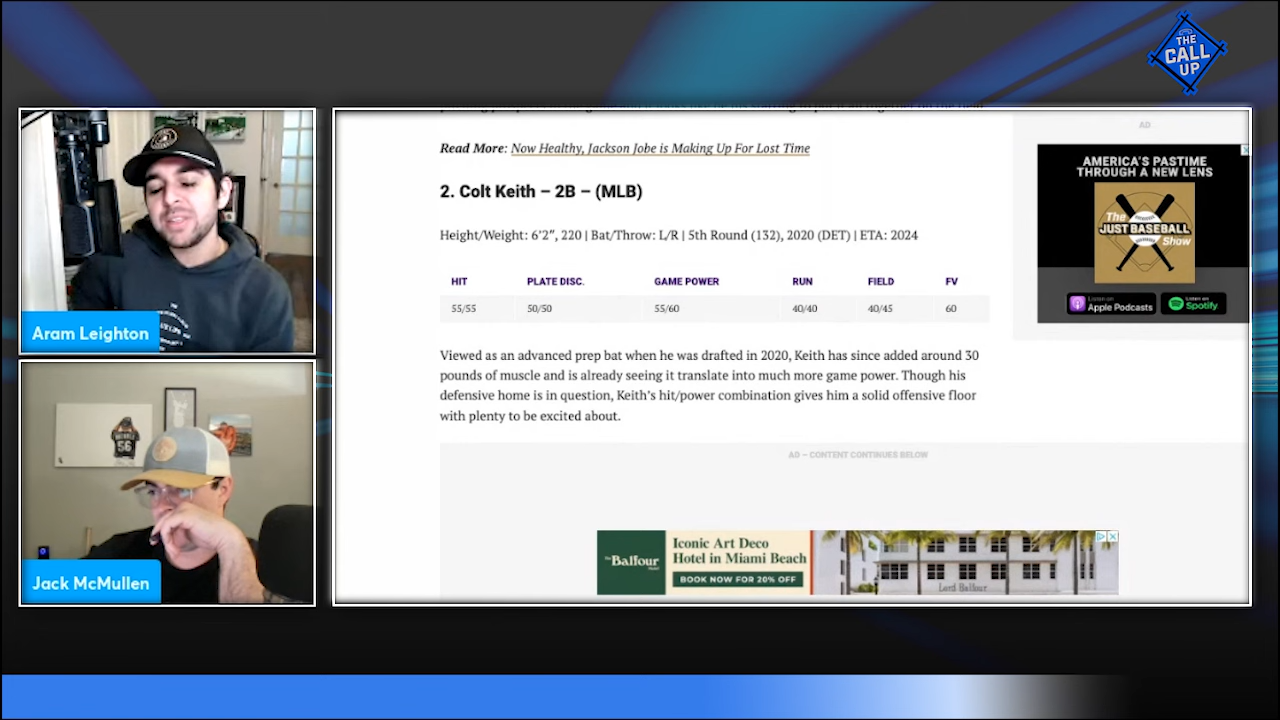 THE
CALL
UP
Aram Leighton
56
Jack McMullen
Read More: Now Healthy, Jackson Jobe is Making Up For Lost Time
2. Colt Keith – 2B – (MLB)
Height/Weight: 6'2", 220 | Bat/Throw: L/R | 5th Round (132), 2020 (DET) | ETA: 2024
HIT PLATE DISC. GAME POWER RUN FIELD FV
55/55 50/50 55/60 40/40 40/45 60
Viewed as an advanced prep bat when he was drafted in 2020, Keith has since added around 30
pounds of muscle and is already seeing it translate into much more game power. Though his
defensive home is in question, Keith's hit/power combination gives him a solid offensive floor
with plenty to be excited about.
AD – CONTENT CONTINUES BELOW
The Balfour
Iconic Art Deco
Hotel in Miami Beach
BOOK NOW FOR 20% OFF
Lord Balfour
AD
AMERICA'S PASTIME
THROUGH A NEW LENS
The
JUST BASEBALL
Show
Listen on
Apple Podcasts
Listen on
Spotify